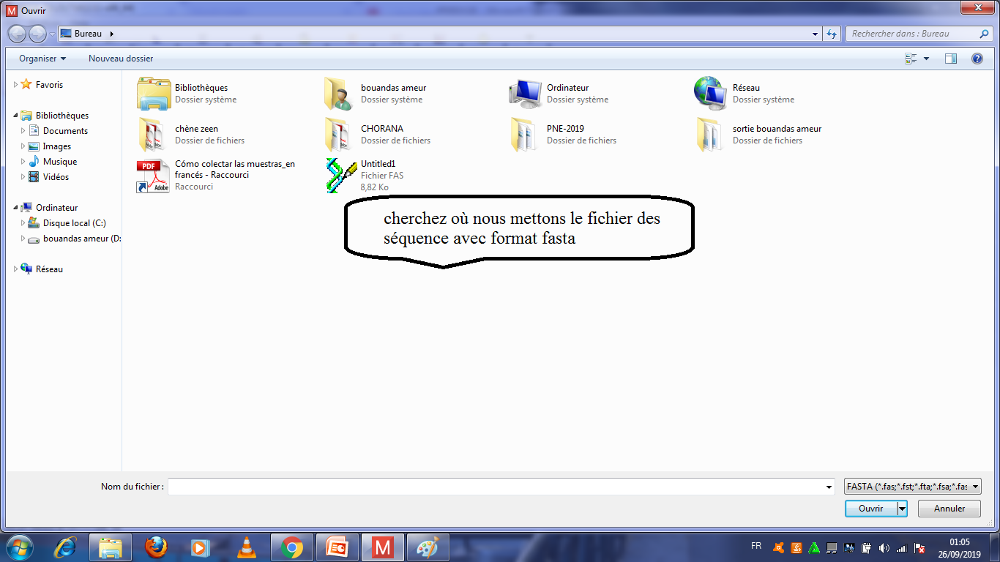 Ouvrir
Bureau
Rechercher dans : Bureau
Organiser
Nouveau dossier
Favoris
Bibliothèques
Documents
Images
Musique
Vidéos
Ordinateur
Disque local (C:)
bouandas ameur (D:
Réseau
Bibliothèques
Dossier système
bouandas ameur
Dossier système
Ordinateur
Dossier système
Réseau
Dossier système
chène zeen
Dossier de fichiers
CHORANA
Dossier de fichiers
PNE-2019
Dossier de fichiers
sortie bouandas ameur
Dossier de fichiers
PDF
Adobe
Cómo colectar las muestras_en
francés - Raccourci
Raccourci
Untitled1
Fichier FAS
8,82 Ko
cherchez où nous mettons le fichier des
séquence avec format fasta
Nom du fichier :
FASTA (*.fas;*.fst;*.fta;*.fsa;*.fas
Ouvrir
Annuler
M
FR
01:05
26/09/2019